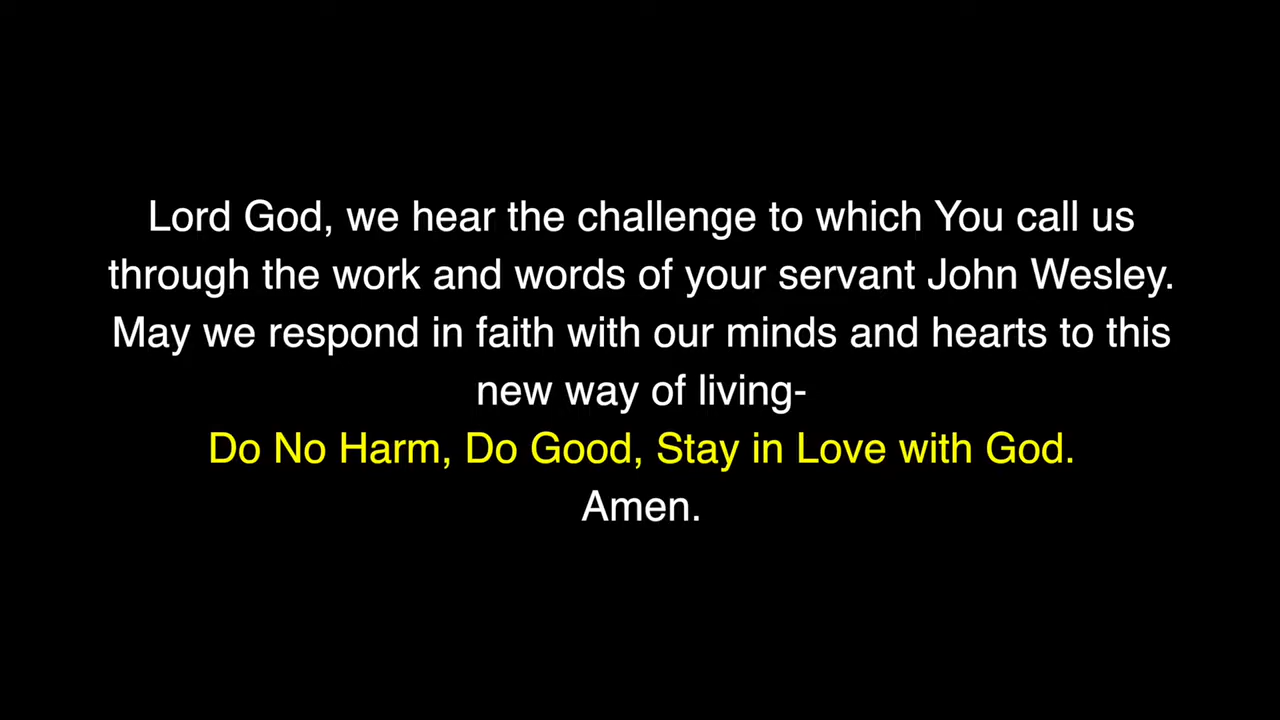 Lord God, we hear the challenge to which You call us
through the work and words of your servant John Wesley.
May we respond in faith with our minds and hearts to this
new way of living-
Do No Harm, Do Good, Stay in Love with God.
Amen.